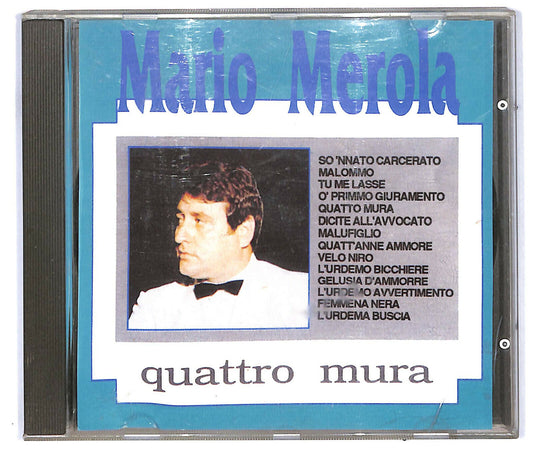 Mario Merola
SO 'NNATO CARCERATO
MALOMMO
TU ME LASSE
O' PRIMMO GIURAMENTO
QUATTO MURA
DICITE ALL'AVVOCATO
MALUFIGLIO
QUATT'ANNE AMMORE
VELO NIRO
L'URDEMO BICCHIERE
GELUSIA D'AMMORRE
L'URDEMO AVVERTIMENTO
FEMMENA NERA
L'URDEMA BUSCIA
quattro mura